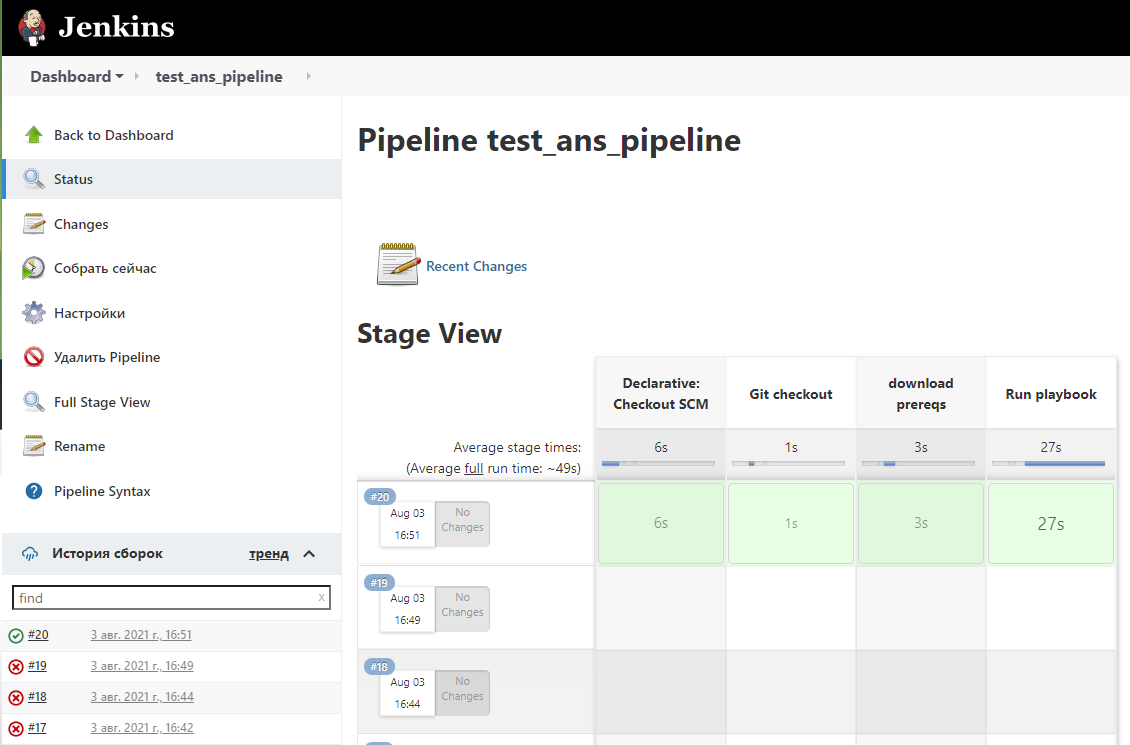 Jenkins
Dashboard test_ans_pipeline
Back to Dashboard
Status
Changes
Собрать сейчас
Настройки
Удалить Pipeline
Full Stage View
Rename
Pipeline Syntax
История сборок тренд
find x
#20 3 авг. 2021 г., 16:51
#19 3 авг. 2021 г., 16:49
#18 3 авг. 2021 г., 16:44
#17 3 авг. 2021 г., 16:42
Pipeline test_ans_pipeline
Recent Changes
Stage View
Declarative:
Checkout SCM
Git checkout
download
prereqs
Run playbook
Average stage times:
(Average full run time: ~49s)
6s 1s 3s 27s
#20
Aug 03
16:51
No
Changes
6s 1s 3s 27s
#19
Aug 03
16:49
No
Changes
#18
Aug 03
16:44
No
Changes